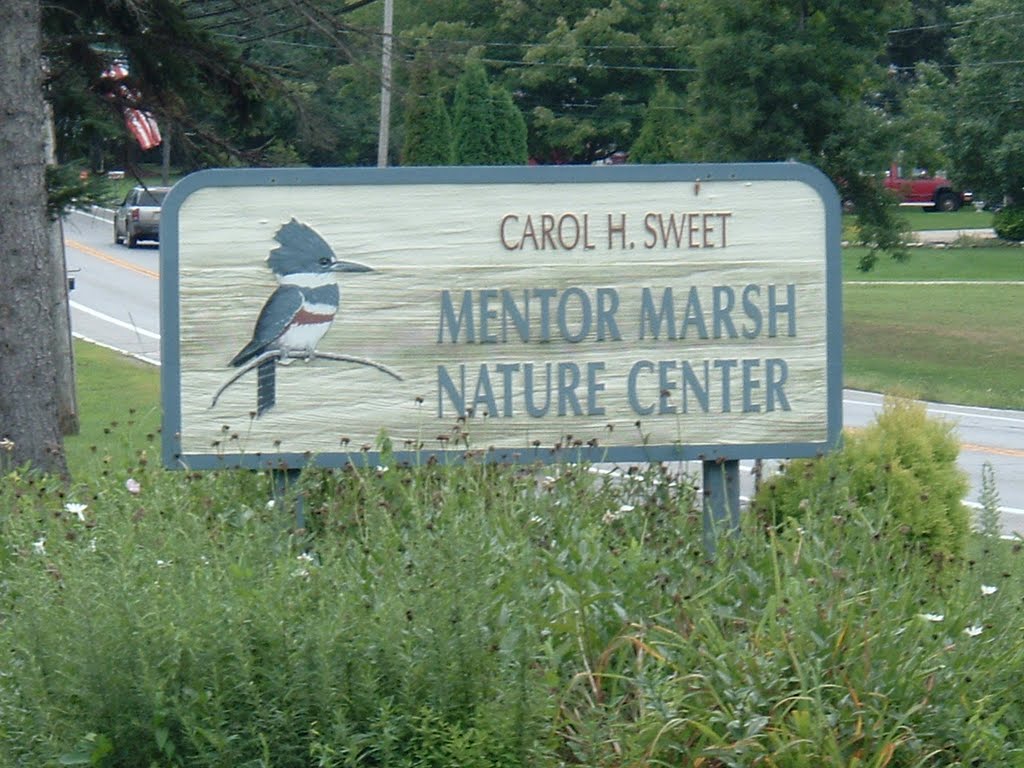 CAROL H. SWEET
MENTOR MARSH
NATURE CENTER